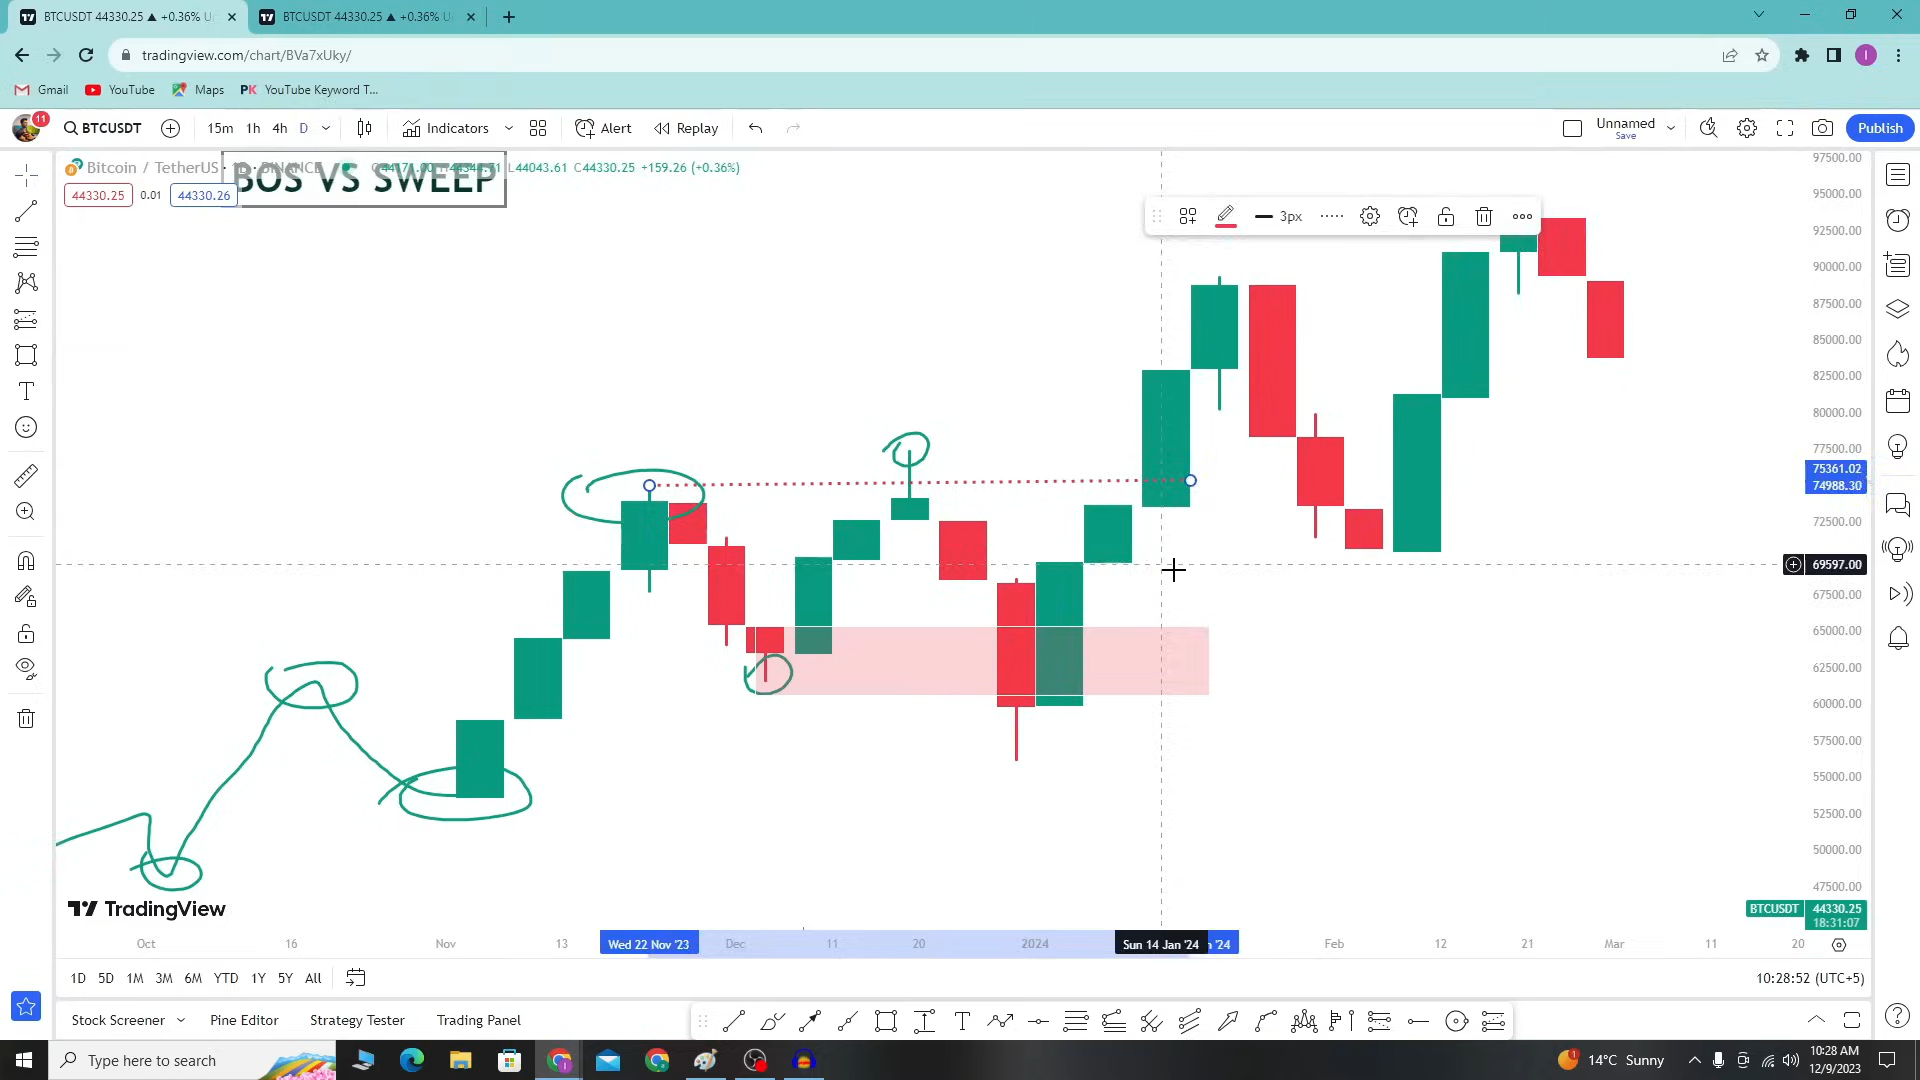 BTCUSDT 44330.25 ▲ +0.36% U
BTCUSDT 44330.25 ▲ +0.36% U
tradingview.com/chart/BVa7xUky/
Gmail
YouTube
Maps
PK
YouTube Keyword T...
11
BTCUSDT
15m 1h 4h D
Indicators
Alert
Replay
Unnamed
Save
Publish
Bitcoin / TetherUS
L44043.61 C44330.25 +159.26 (+0.36%)
BOS VS SWEEP
44330.25
0.01
44330.26
3px
97500.00
95000.00
92500.00
90000.00
87500.00
85000.00
82500.00
80000.00
77500.00
75361.02
74988.30
72500.00
69597.00
67500.00
65000.00
62500.00
60000.00
57500.00
55000.00
52500.00
50000.00
47500.00
BTCUSDT 44330.25
18:31:07
TradingView
Oct 16 Nov 13 Wed 22 Nov '23 Dec 11 20 2024 Sun 14 Jan '24 Feb 12 21 Mar 11 20
1D 5D 1M 3M 6M YTD 1Y 5Y All
10:28:52 (UTC+5)
Stock Screener
Pine Editor
Strategy Tester
Trading Panel
Type here to search
14°C Sunny
10:28 AM
12/9/2023